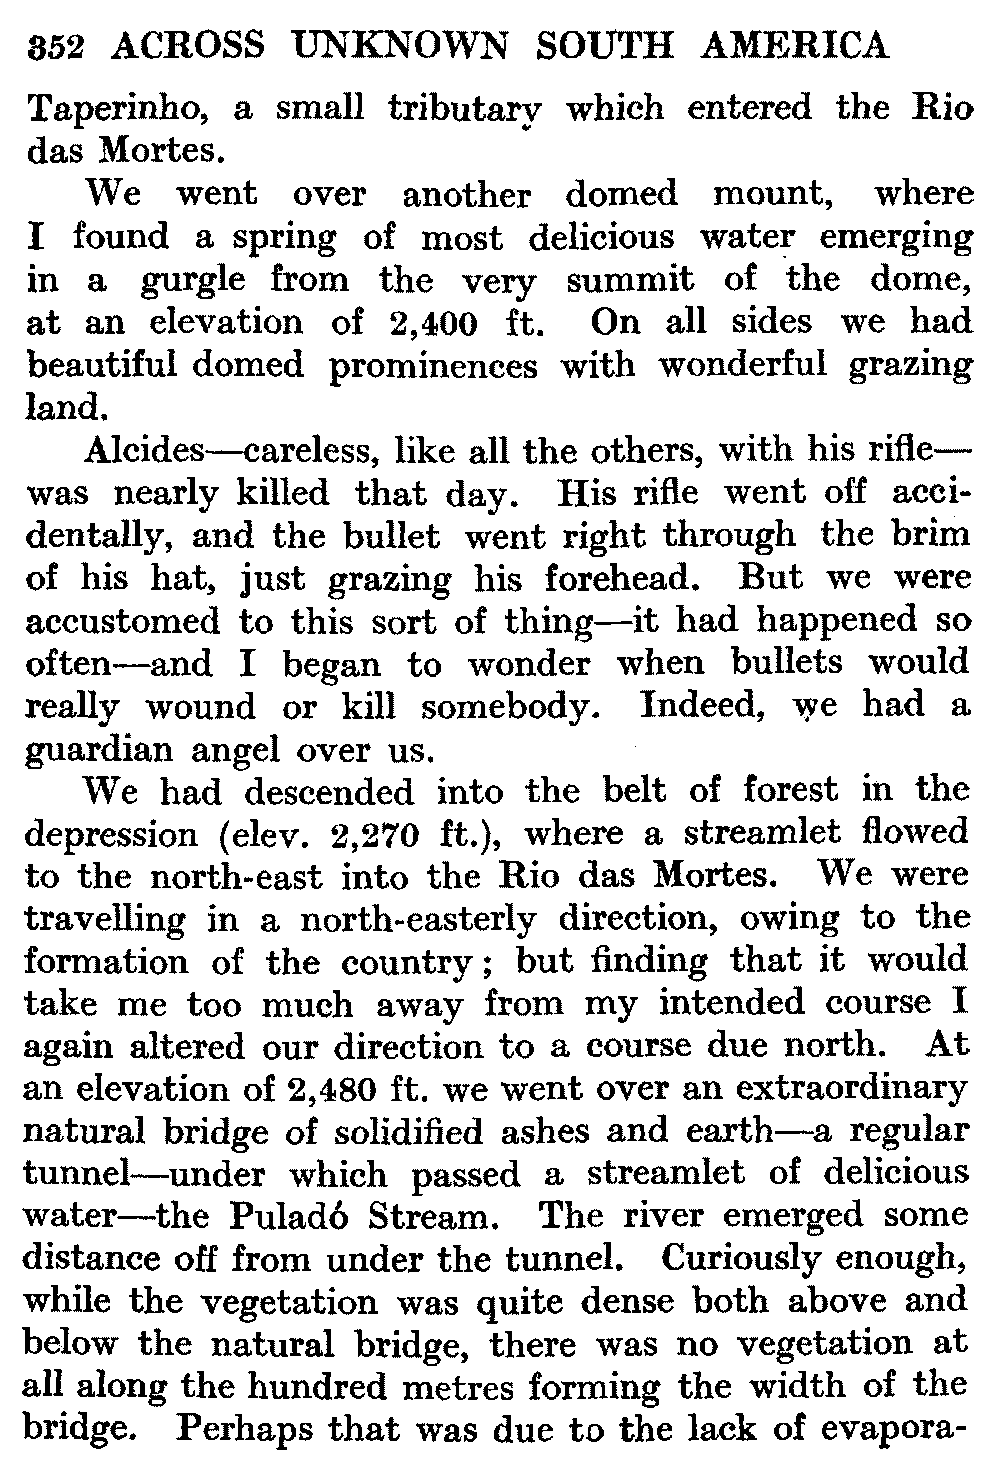 352 ACROSS UNKNOWN SOUTH AMERICA
Taperinho, a small tributary which entered the Rio
das Mortes.
We went over another domed mount, where
I found a spring of most delicious water emerging
in a gurgle from the very summit of the dome,
at an elevation of 2,400 ft. On all sides we had
beautiful domed prominences with wonderful grazing
land.
Alcides—careless, like all the others, with his rifle—
was nearly killed that day. His rifle went off acci-
dentally, and the bullet went right through the brim
of his hat, just grazing his forehead. But we were
accustomed to this sort of thing—it had happened so
often—and I began to wonder when bullets would
really wound or kill somebody. Indeed, we had a
guardian angel over us.
We had descended into the belt of forest in the
depression (elev. 2,270 ft.), where a streamlet flowed
to the north-east into the Rio das Mortes. We were
travelling in a north-easterly direction, owing to the
formation of the country; but finding that it would
take me too much away from my intended course I
again altered our direction to a course due north. At
an elevation of 2,480 ft. we went over an extraordinary
natural bridge of solidified ashes and earth—a regular
tunnel—under which passed a streamlet of delicious
water—the Puladó Stream. The river emerged some
distance off from under the tunnel. Curiously enough,
while the vegetation was quite dense both above and
below the natural bridge, there was no vegetation at
all along the hundred metres forming the width of the
bridge. Perhaps that was due to the lack of evapora-